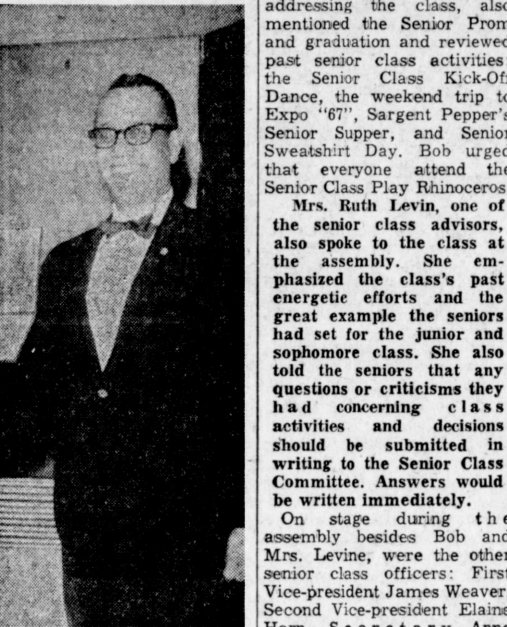 addressing the class, also
mentioned the Senior Prom
and graduation and reviewed
past senior class activities:
the Senior Class Kick-Off
Dance, the weekend trip to
Expo "67", Sargent Pepper's
Senior Supper, and Senior
Sweatshirt Day. Bob urged
that everyone attend the
Senior Class Play Rhinoceros.
Mrs. Ruth Levin, one of
the senior class advisors,
also spoke to the class at
the assembly. She em-
phasized the class's past
energetic efforts and the
great example the seniors
had set for the junior and
sophomore class. She also
told the seniors that any
questions or criticisms they
had concerning class
activities and decisions
should be submitted in
writing to the Senior Class
Committee. Answers would
be written immediately.
On stage during the
assembly besides Bob and
Mrs. Levine, were the other
senior class officers: First
Vice-president James Weaver
Second Vice-president Elaine